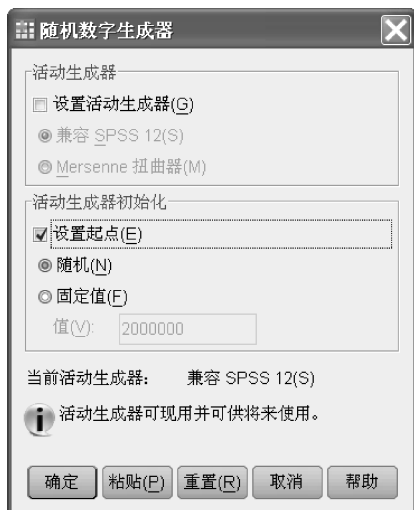 随机数字生成器
活动生成器
设置活动生成器(G)
兼容 SPSS 12(S)
Mersenne 扭曲器(M)
活动生成器初始化
设置起点(E)
随机(N)
固定值(F)
值(V): 2000000
当前活动生成器: 兼容 SPSS 12(S)
活动生成器可现用并可供将来使用。
确定 粘贴(P) 重置(R) 取消 帮助